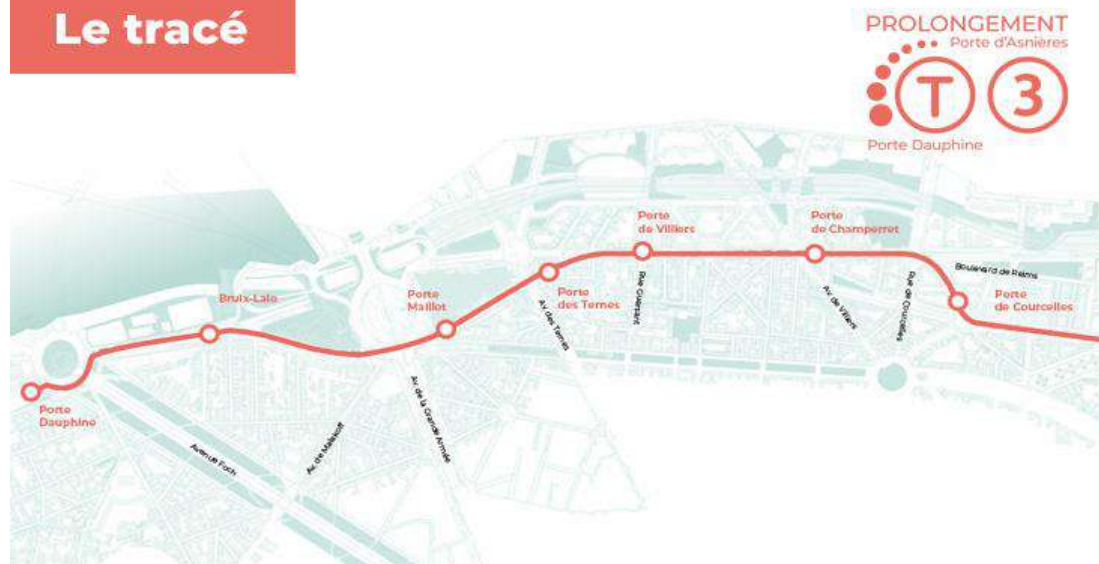 Le tracé
PROLONGEMENT
Porte d'Asnières
T 3
Porte Dauphine
Porte
de Villiers
Porte
de Champerret
Boulevard de Reims
Bruix-Lalo
Porte
Maillot
Porte
des Ternes
Rue Guersant
Av. de Villiers
Rue de Courcelles
Porte
de Courcelles
Av. des Ternes
Porte
Dauphine
Avenue Foch
Av. de Malakoff
Av. de la Grande Armée